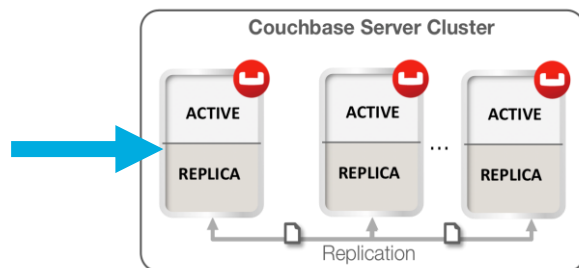 Couchbase Server Cluster
ACTIVE
ACTIVE
ACTIVE
...
REPLICA
REPLICA
REPLICA
Replication